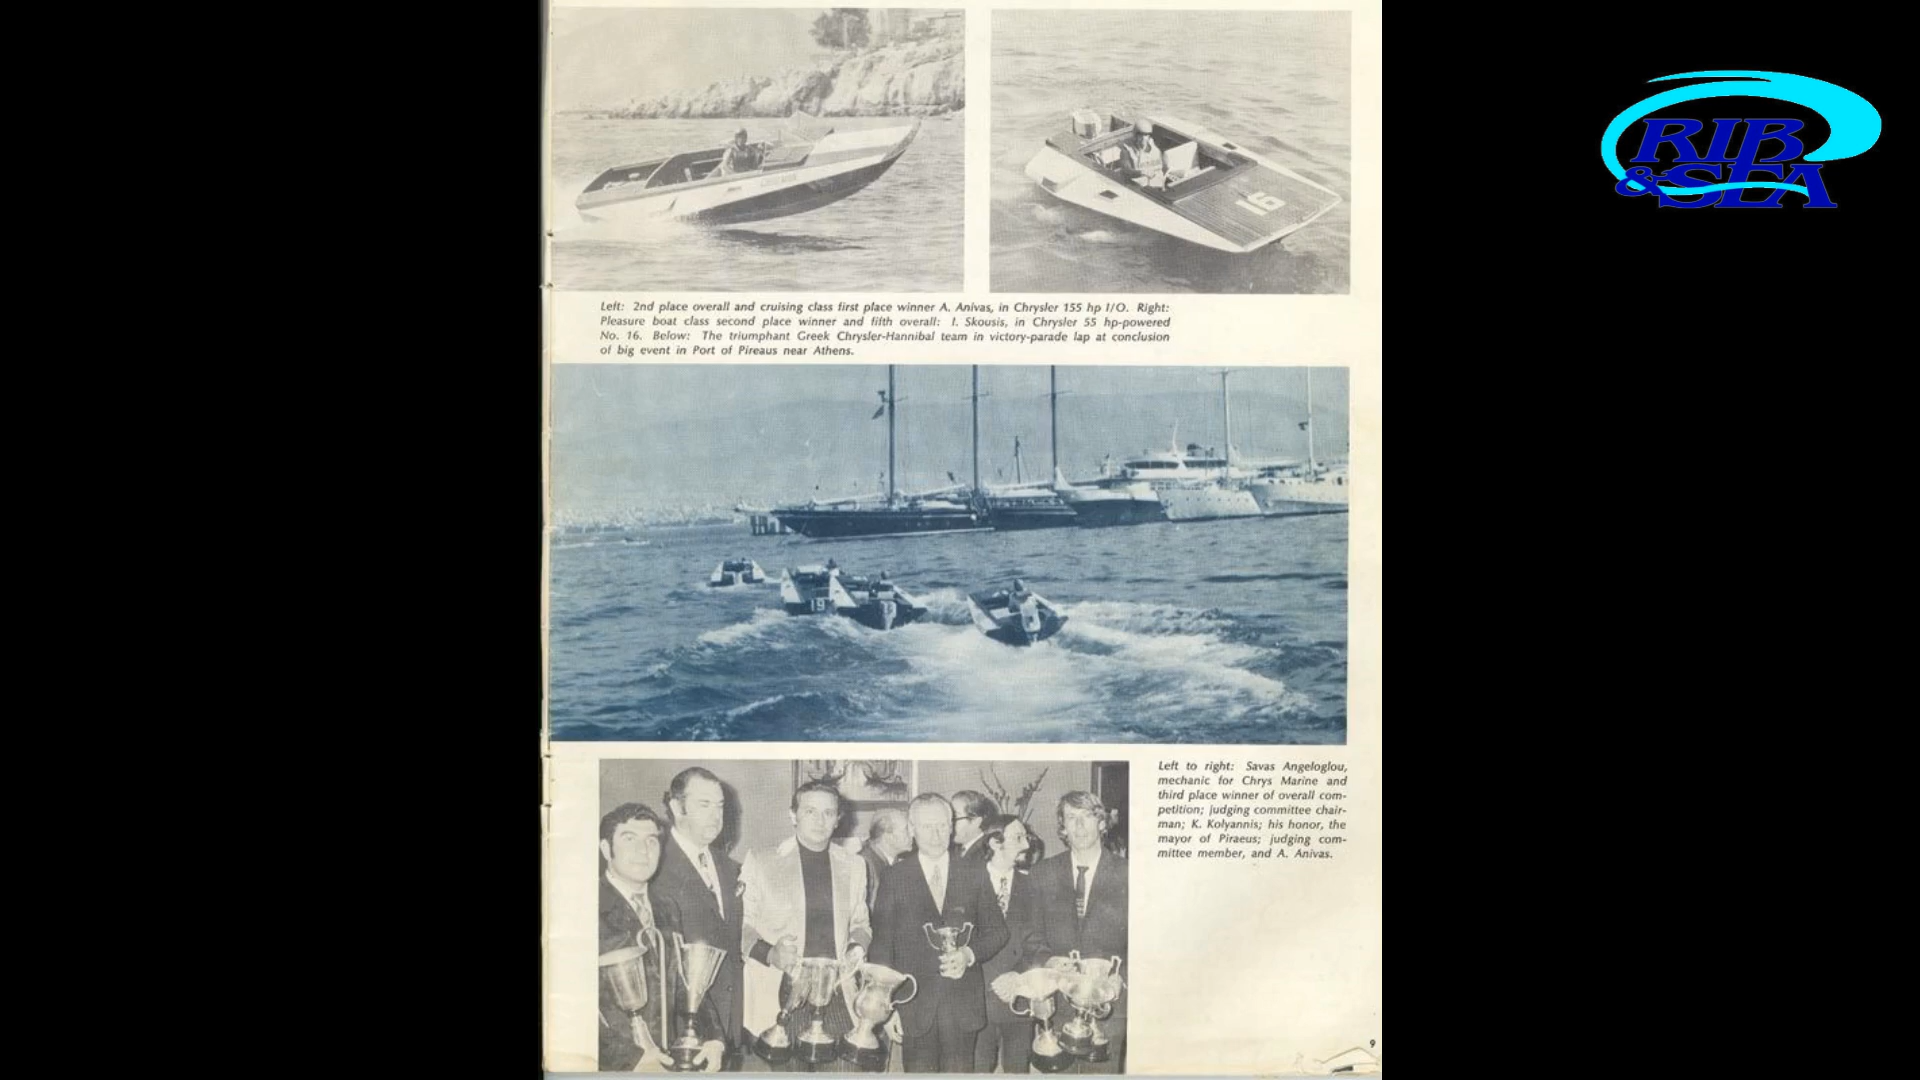 RIB
& SEA
16
Left: 2nd place overall and cruising class first place winner A. Anivas, in Chrysler 155 hp I/O. Right:
Pleasure boat class second place winner and fifth overall: I. Skousis, in Chrysler 55 hp-powered
No. 16. Below: The triumphant Greek Chrysler-Hannibal team in victory-parade lap at conclusion
of big event in Port of Pireaus near Athens.
19
13
Left to right: Savas Angeloglou,
mechanic for Chrys Marine and
third place winner of overall com-
petition; judging committee chair-
man; K. Kolyannis; his honor, the
mayor of Piraeus; judging com-
mittee member, and A. Anivas.
9